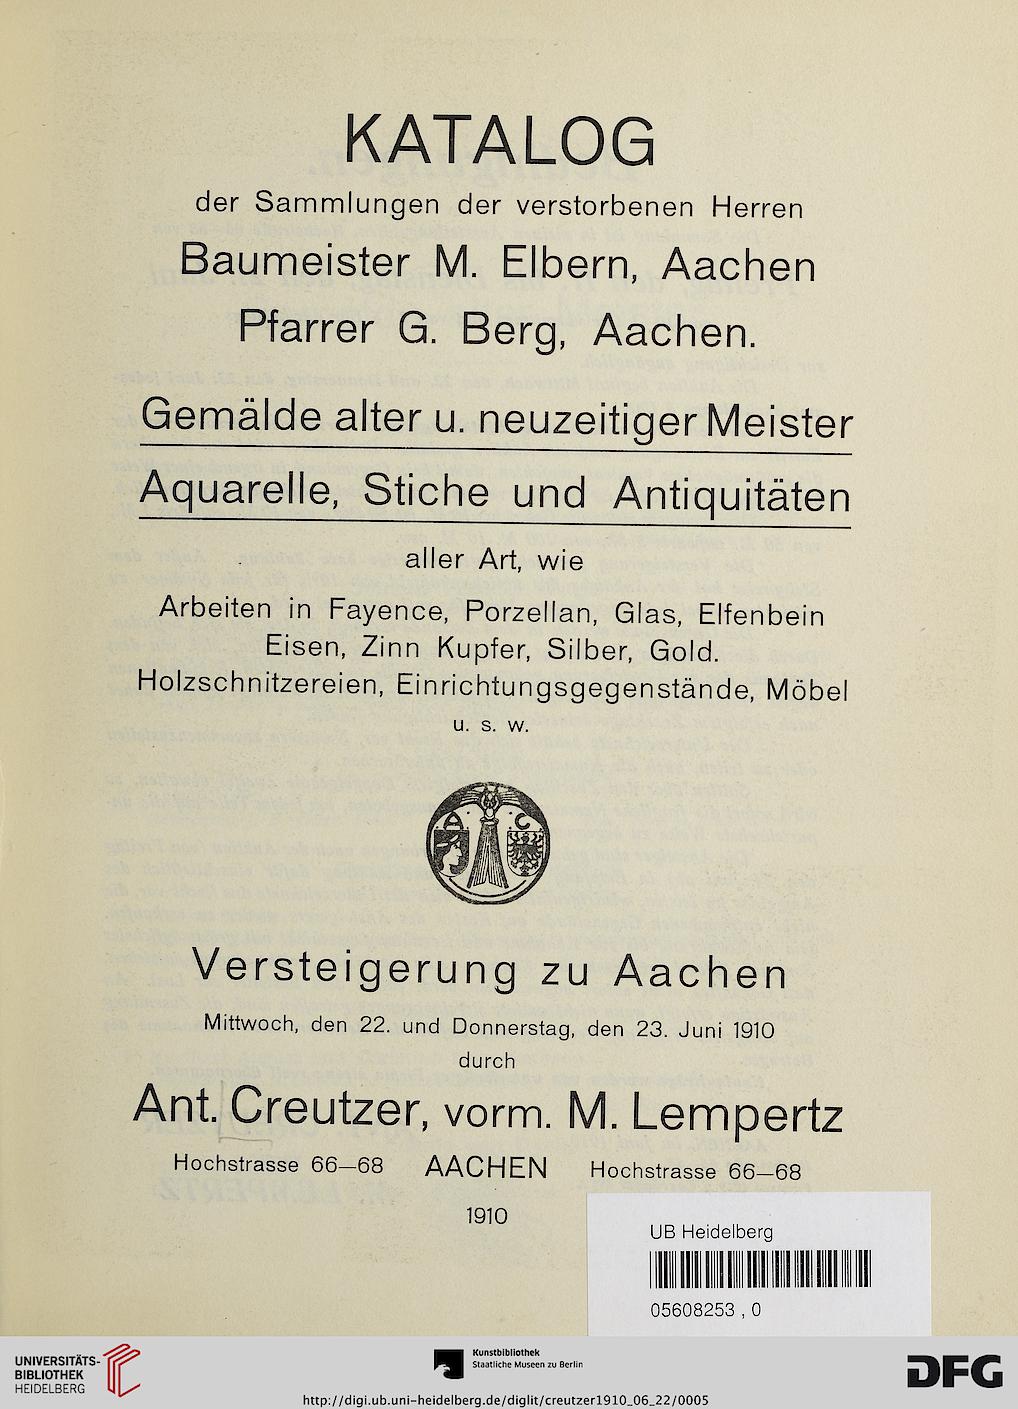 KATALOG
der Sammlungen der verstorbenen Herren
Baumeister M. Elbern, Aachen
Pfarrer G. Berg, Aachen.
Gemälde alter u. neuzeitiger Meister
Aquarelle, Stiche und Antiquitäten
aller Art, wie
Arbeiten in Fayence, Porzellan, Glas, Elfenbein
Eisen, Zinn Kupfer, Silber, Gold.
Holzschnitzereien, Einrichtungsgegenstände, Möbel
u. s. w.
A C
Versteigerung zu Aachen
Mittwoch, den 22. und Donnerstag, den 23. Juni 1910
durch
Ant. Creutzer, vorm. M. Lempertz
Hochstrasse 66—68 AACHEN Hochstrasse 66—68
1910
UB Heidelberg
05608253 , 0
UNIVERSITÄTS-
BIBLIOTHEK
HEIDELBERG
Kunstbibliothek
Staatliche Museen zu Berlin
DFG
http://digi.ub.uni-heidelberg.de/diglit/creutzer1910_06_22/0005